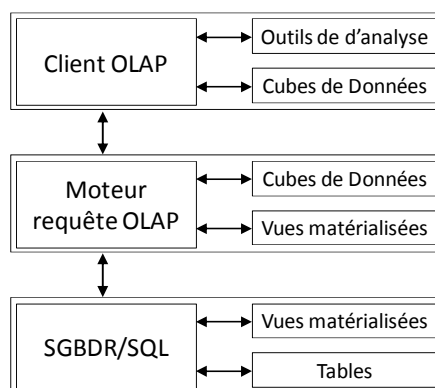 Client OLAP
Outils de d’analyse
Cubes de Données
Moteur
requête OLAP
Cubes de Données
Vues matérialisées
SGBDR/SQL
Vues matérialisées
Tables